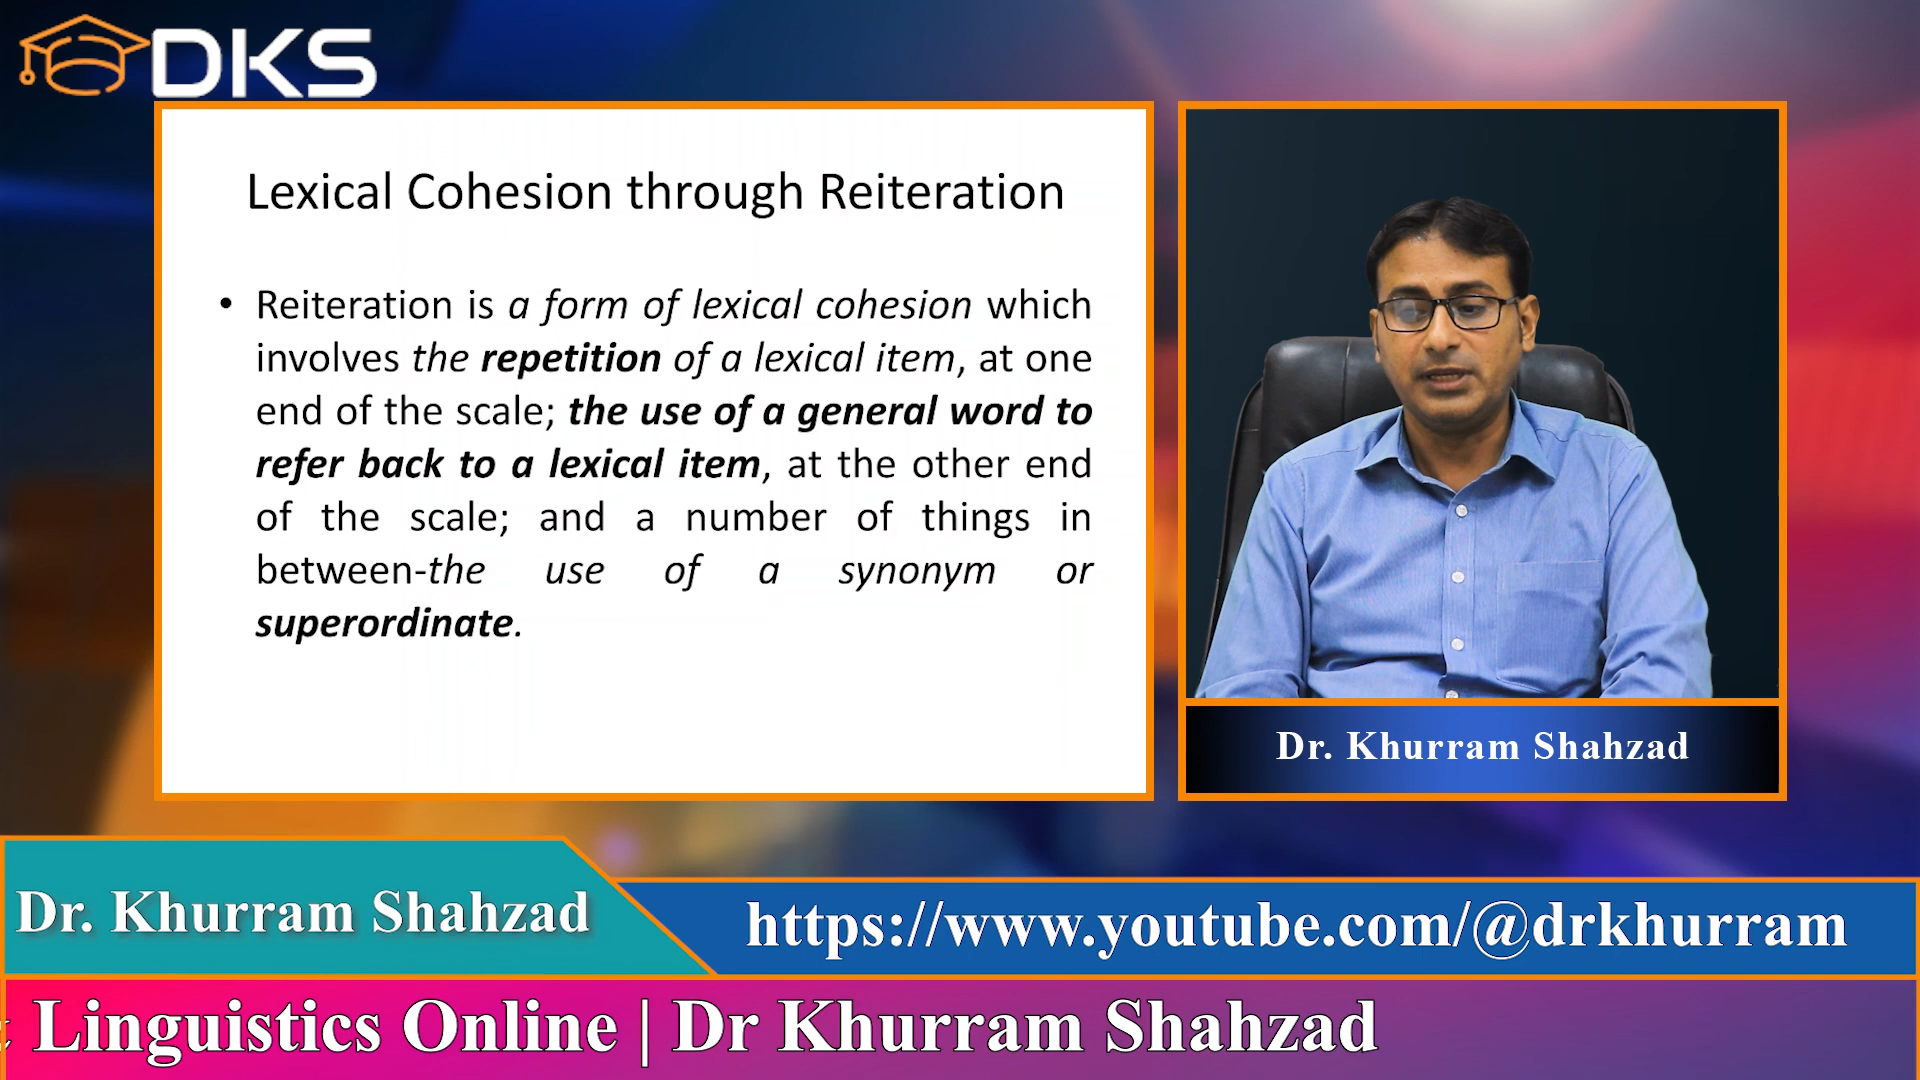 DKS
Lexical Cohesion through Reiteration
• Reiteration is a form of lexical cohesion which
involves the repetition of a lexical item, at one
end of the scale; the use of a general word to
refer back to a lexical item, at the other end
of the scale; and a number of things in
between-the use of a synonym or
superordinate.
Dr. Khurram Shahzad
Dr. Khurram Shahzad
https://www.youtube.com/@drkhurram
Linguistics Online | Dr Khurram Shahzad